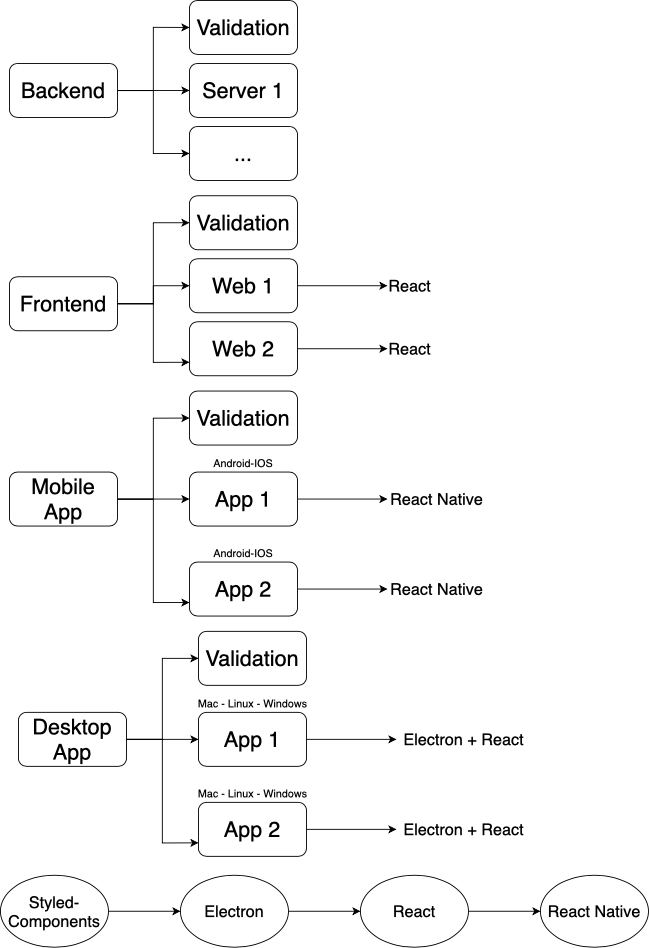 Validation
Backend
Server 1
...
Validation
Frontend
Web 1
React
Web 2
React
Validation
Mobile
App
Android-IOS
App 1
React Native
Android-IOS
App 2
React Native
Validation
Desktop
App
Mac - Linux - Windows
App 1
Electron + React
Mac - Linux - Windows
App 2
Electron + React
Styled-
Components
Electron
React
React Native